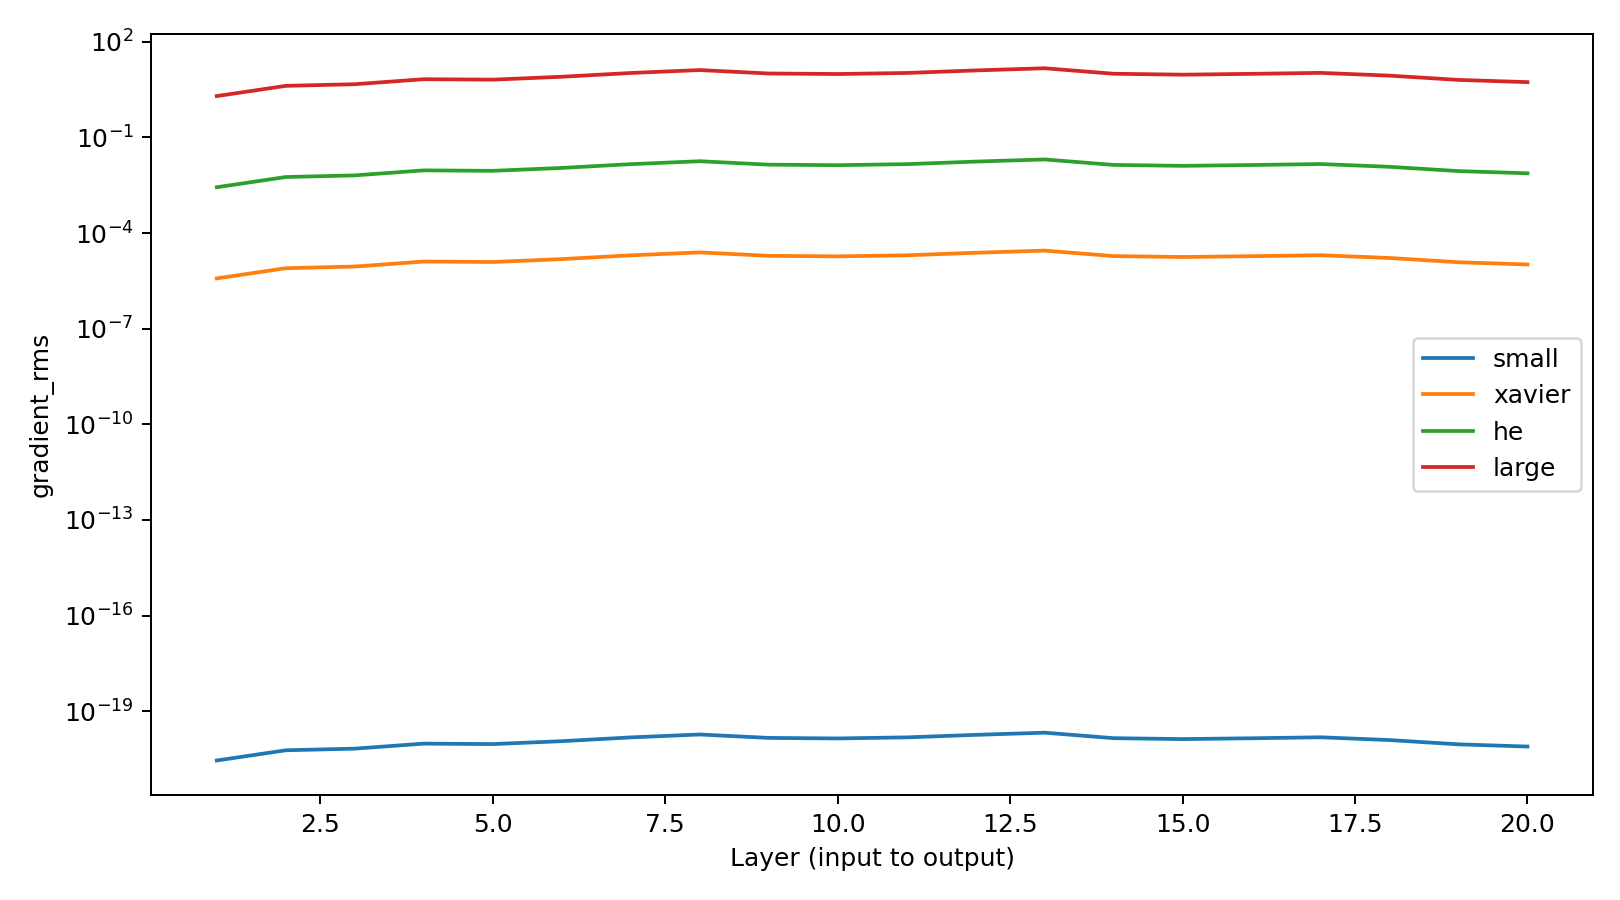 10²
10⁻¹
10⁻⁴
10⁻⁷
10⁻¹⁰
10⁻¹³
10⁻¹⁶
10⁻¹⁹
gradient_rms
small
xavier
he
large
2.5 5.0 7.5 10.0 12.5 15.0 17.5 20.0
Layer (input to output)